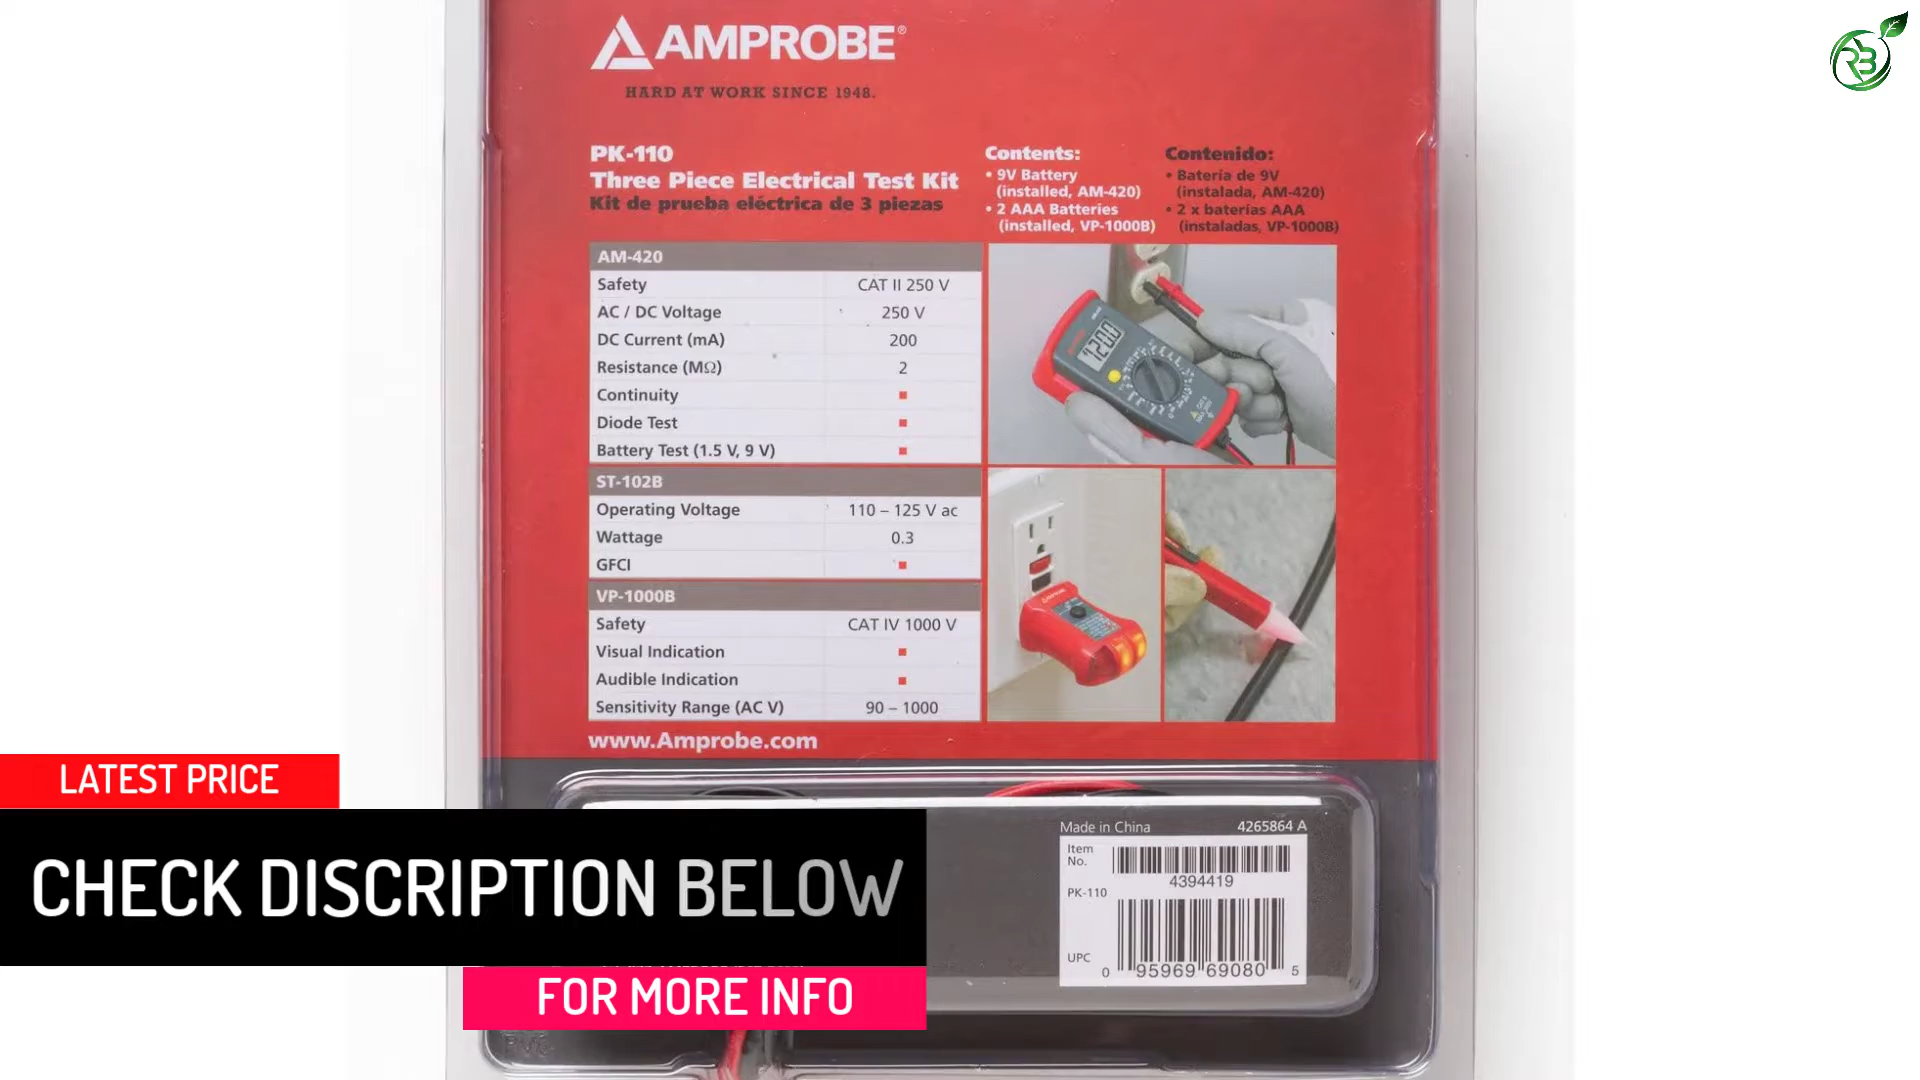 AMPROBE®
HARD AT WORK SINCE 1948.
RB
PK-110
Three Piece Electrical Test Kit
Kit de prueba eléctrica de 3 piezas
Contents:
• 9V Battery
(installed, AM-420)
• 2 AAA Batteries
(installed, VP-1000B)
Contenido:
• Batería de 9V
(instalada, AM-420)
• 2 x baterías AAA
(instaladas, VP-1000B)
AM-420
Safety CAT II 250 V
AC / DC Voltage 250 V
DC Current (mA) 200
Resistance (MΩ) 2
Continuity
Diode Test
Battery Test (1.5 V, 9 V)
ST-102B
Operating Voltage 110 – 125 V ac
Wattage 0.3
GFCI
VP-1000B
Safety CAT IV 1000 V
Visual Indication
Audible Indication
Sensitivity Range (AC V) 90 – 1000
www.Amprobe.com
AMPROBE
LATEST PRICE
CHECK DISCRIPTION BELOW
FOR MORE INFO
Made in China 4265864 A
Item
No.
4394419
PK-110
UPC
0 95969 69080 5